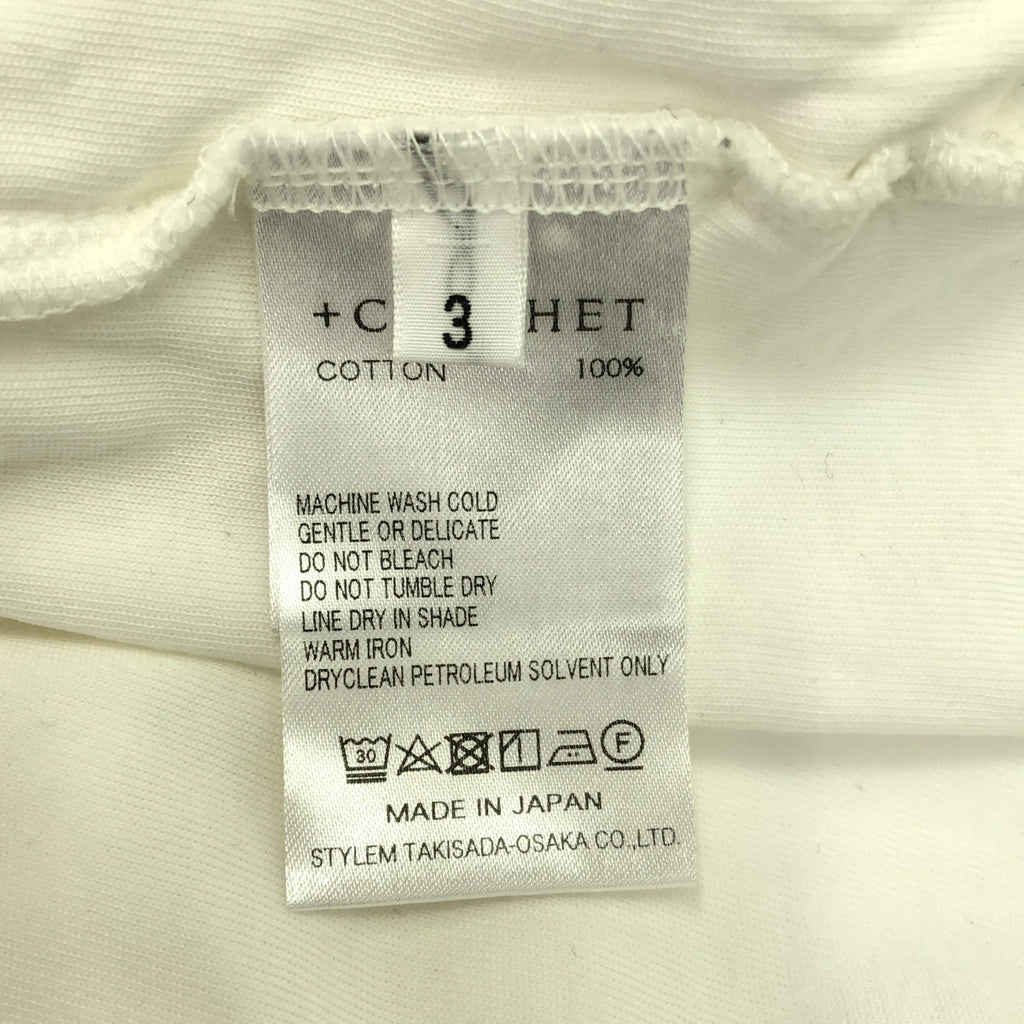 +C HET
3
COTTON 100%
MACHINE WASH COLD
GENTLE OR DELICATE
DO NOT BLEACH
DO NOT TUMBLE DRY
LINE DRY IN SHADE
WARM IRON
DRYCLEAN PETROLEUM SOLVENT ONLY
30 F
MADE IN JAPAN
STYLEM TAKISADA-OSAKA CO.,LTD.